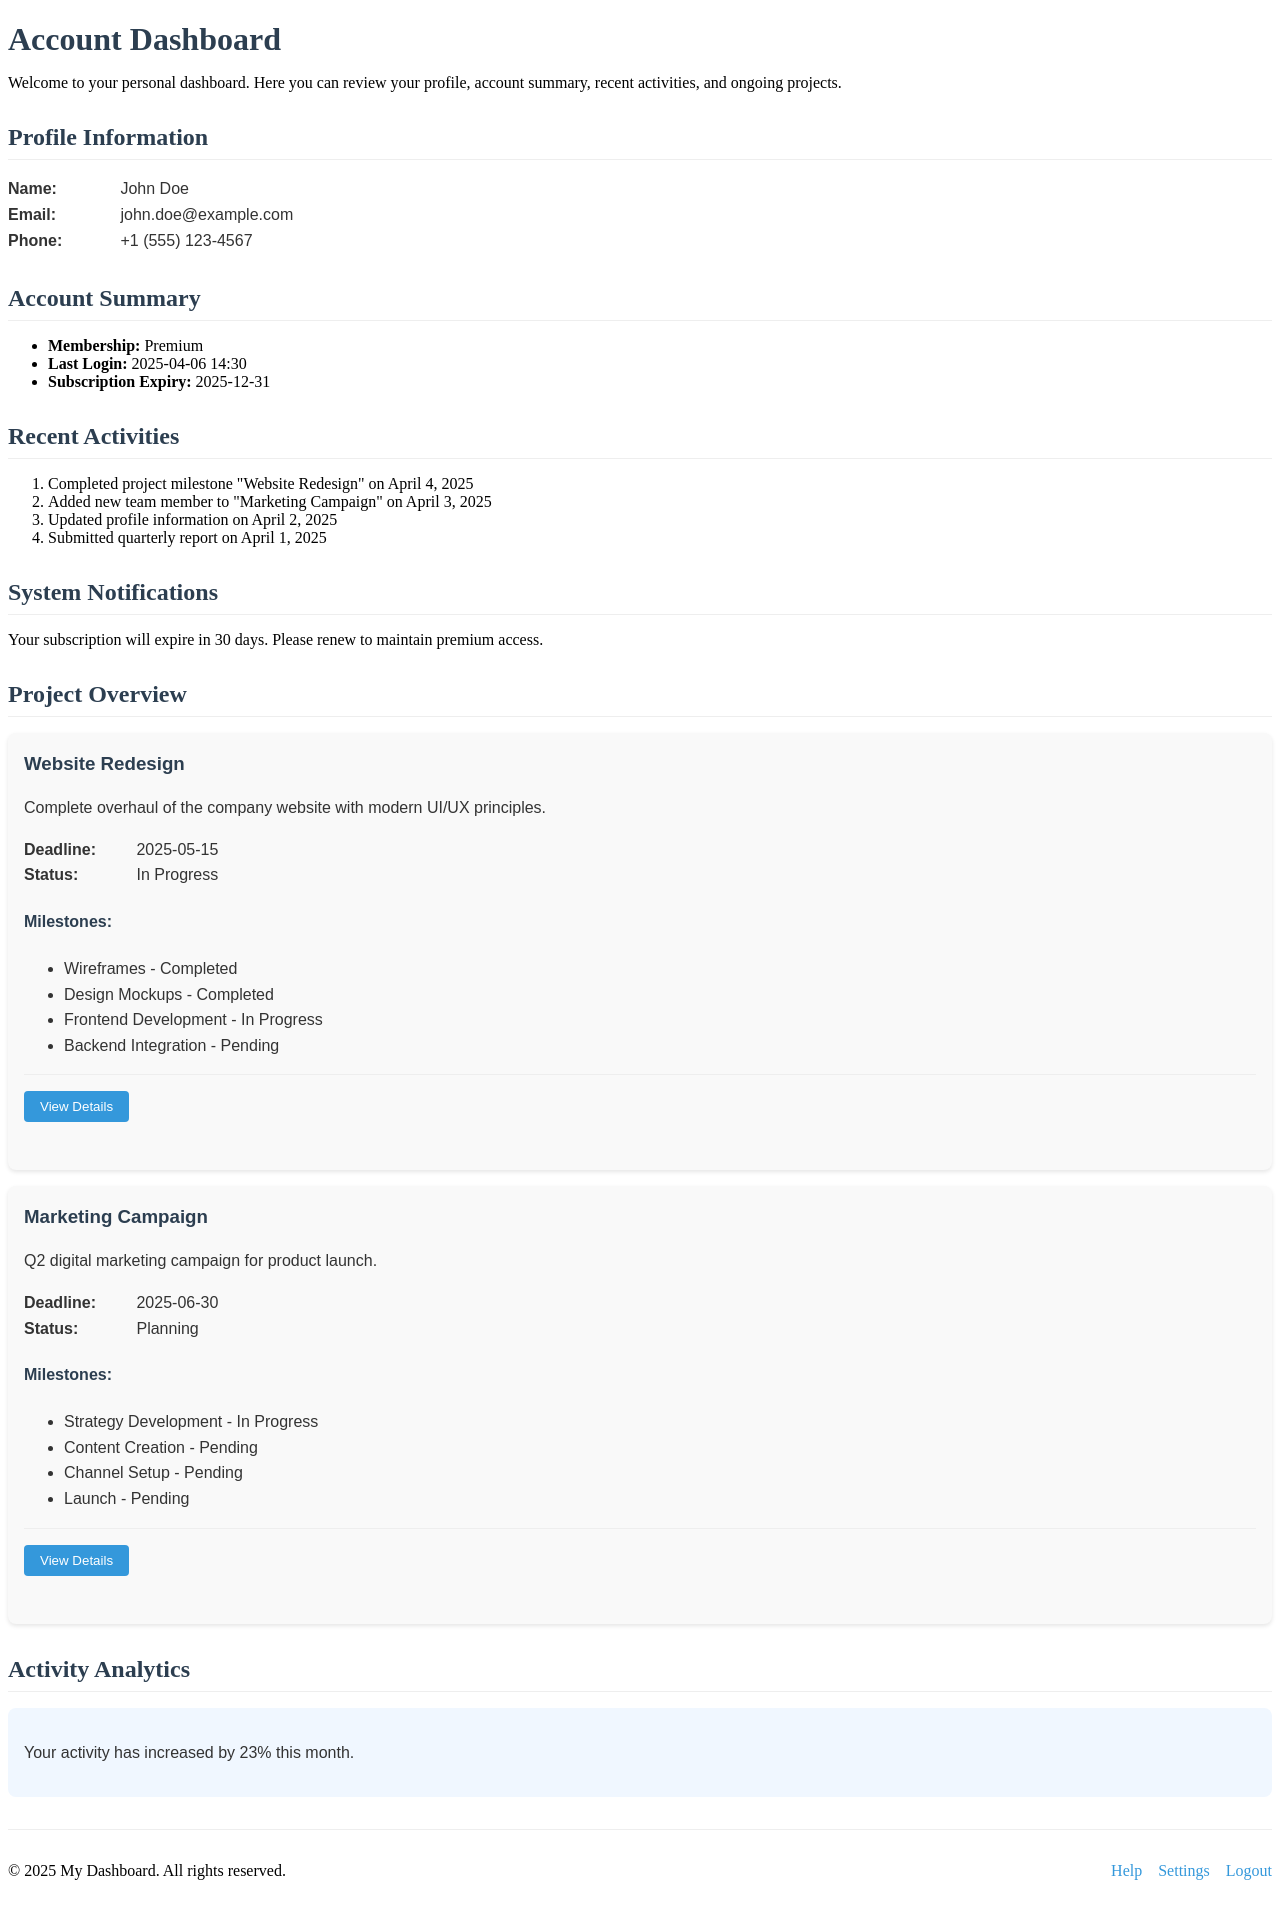 Account Dashboard
Welcome to your personal dashboard. Here you can review your profile, account summary, recent activities, and ongoing projects.
Profile Information
Name: John Doe
Email: john.doe@example.com
Phone: +1 (555) 123-4567
Account Summary
Membership: Premium
Last Login: 2025-04-06 14:30
Subscription Expiry: 2025-12-31
Recent Activities
1. Completed project milestone "Website Redesign" on April 4, 2025
2. Added new team member to "Marketing Campaign" on April 3, 2025
3. Updated profile information on April 2, 2025
4. Submitted quarterly report on April 1, 2025
System Notifications
Your subscription will expire in 30 days. Please renew to maintain premium access.
Project Overview
Website Redesign
Complete overhaul of the company website with modern UI/UX principles.
Deadline: 2025-05-15
Status: In Progress
Milestones:
Wireframes - Completed
Design Mockups - Completed
Frontend Development - In Progress
Backend Integration - Pending
View Details
Marketing Campaign
Q2 digital marketing campaign for product launch.
Deadline: 2025-06-30
Status: Planning
Milestones:
Strategy Development - In Progress
Content Creation - Pending
Channel Setup - Pending
Launch - Pending
View Details
Activity Analytics
Your activity has increased by 23% this month.
© 2025 My Dashboard. All rights reserved. Help Settings Logout